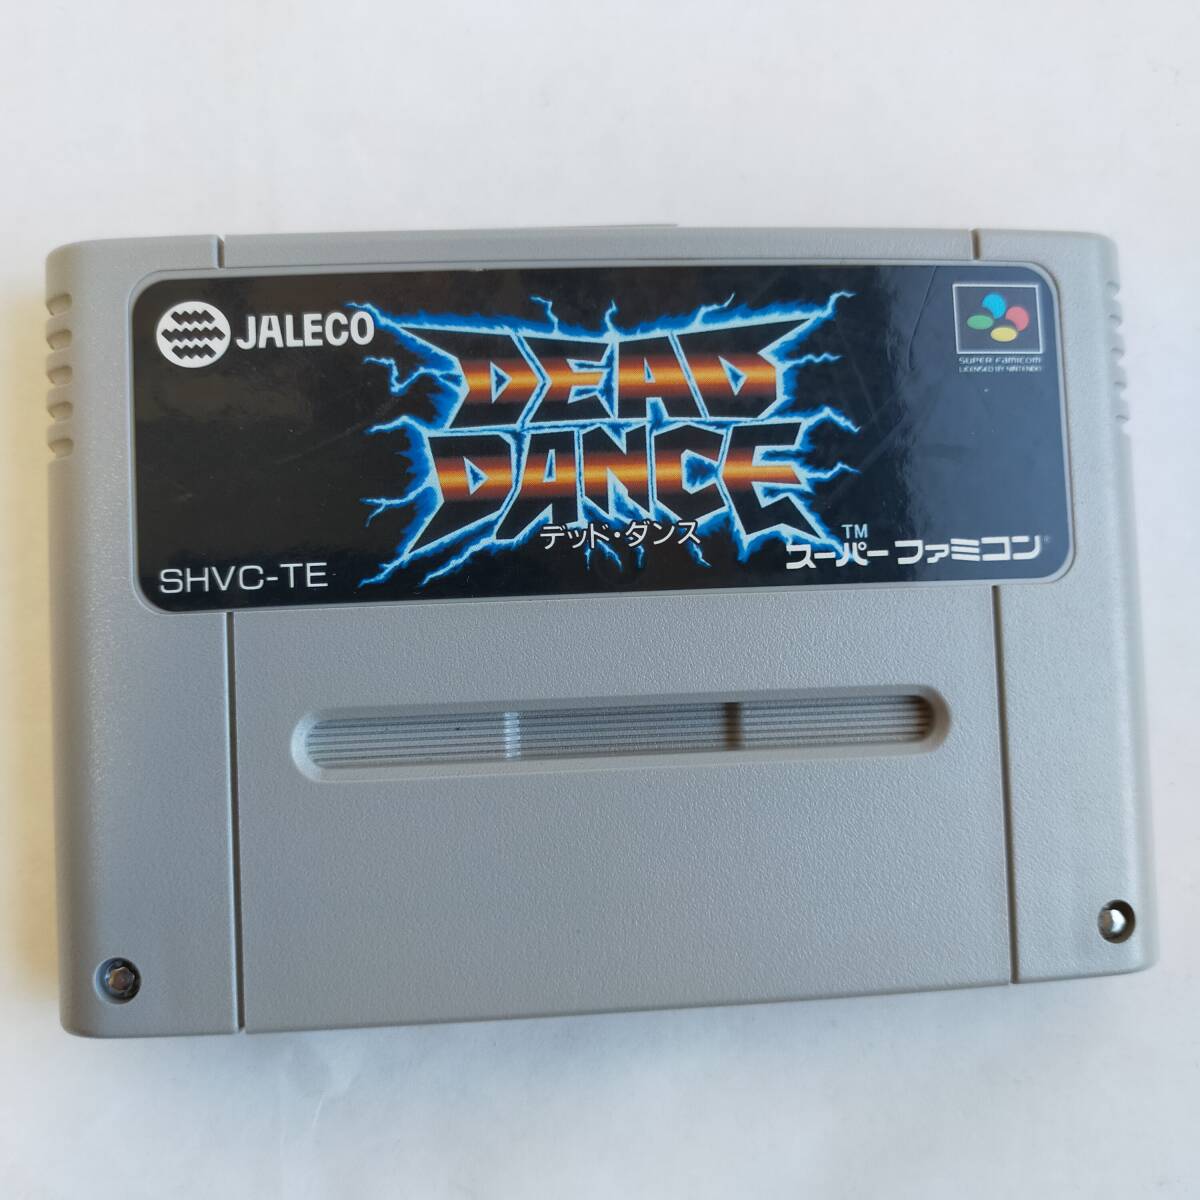 JALECO
DEAD
DANCE
デッド・ダンス
SHVC-TE
SUPER FAMICOM
LICENSED BY NINTENDO
TM
スーパーファミコン®